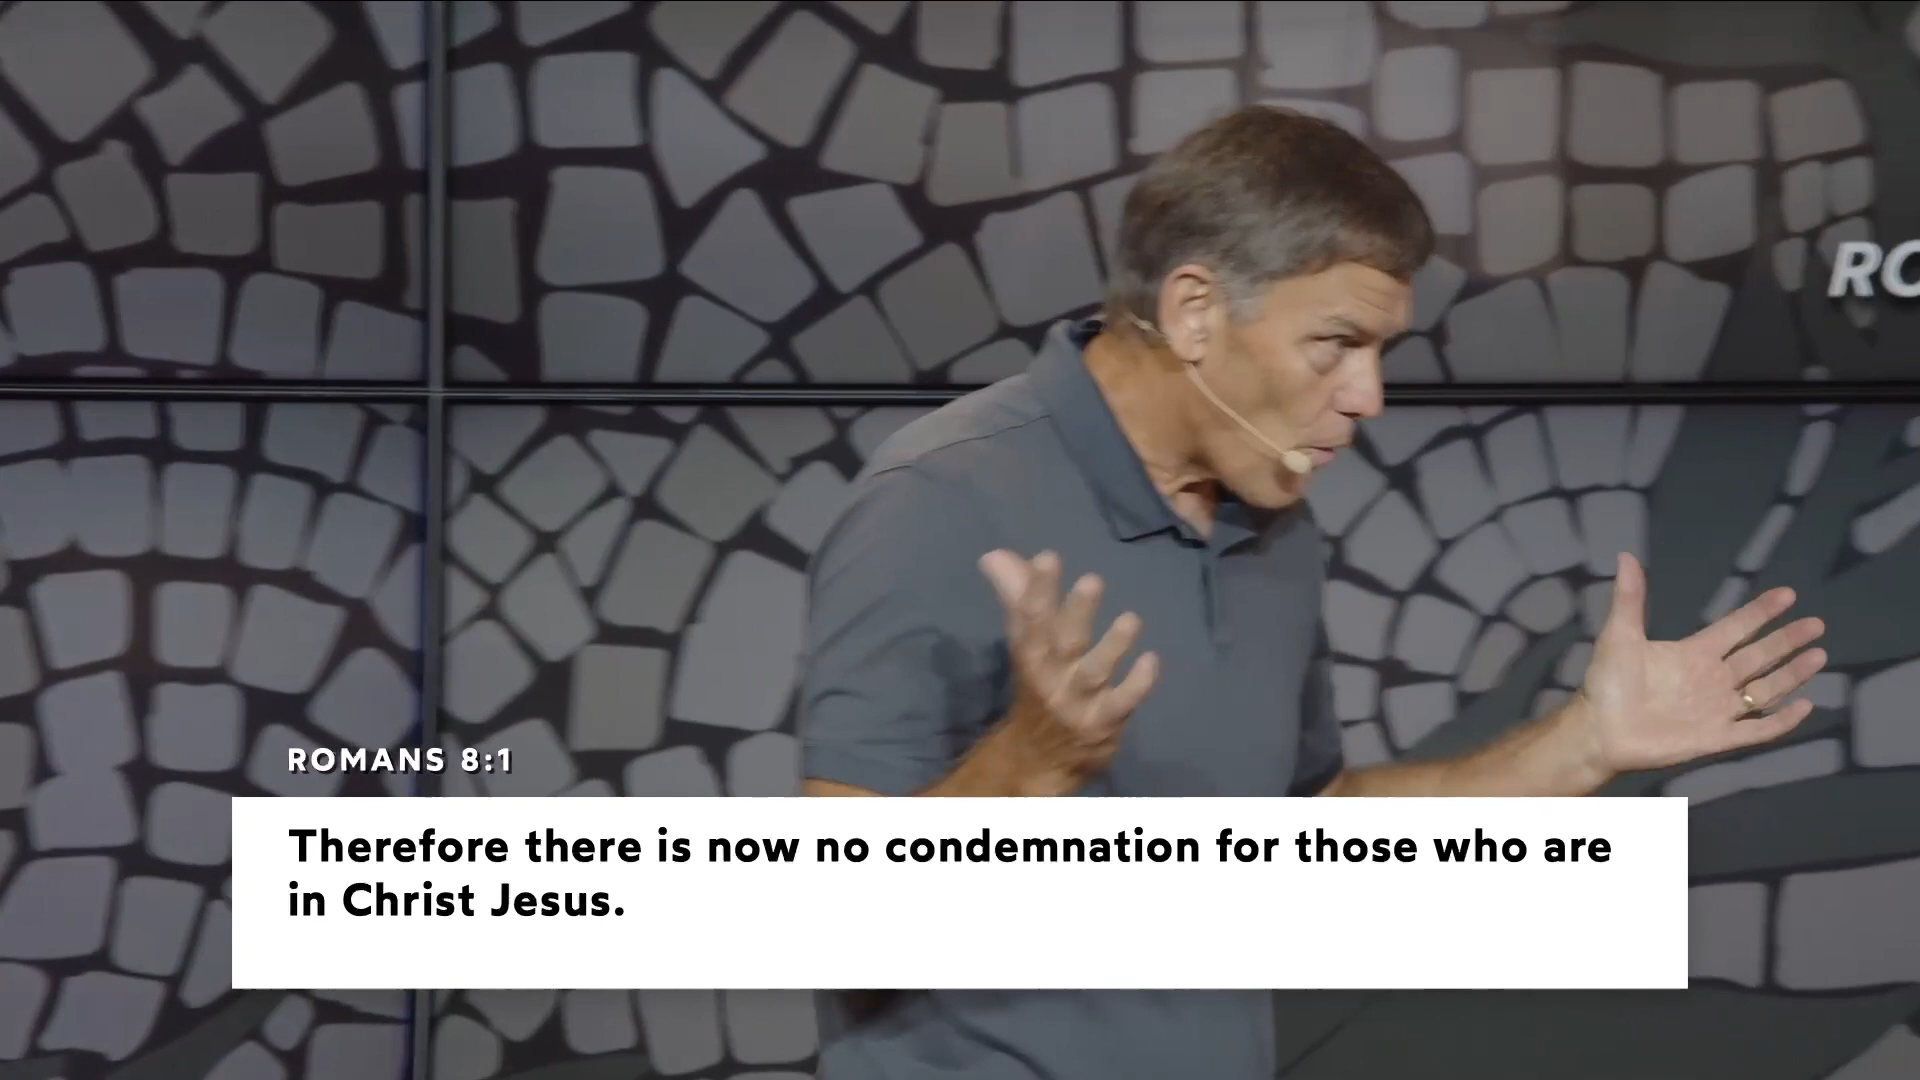 ROMANS 8:1
Therefore there is now no condemnation for those who are
in Christ Jesus.